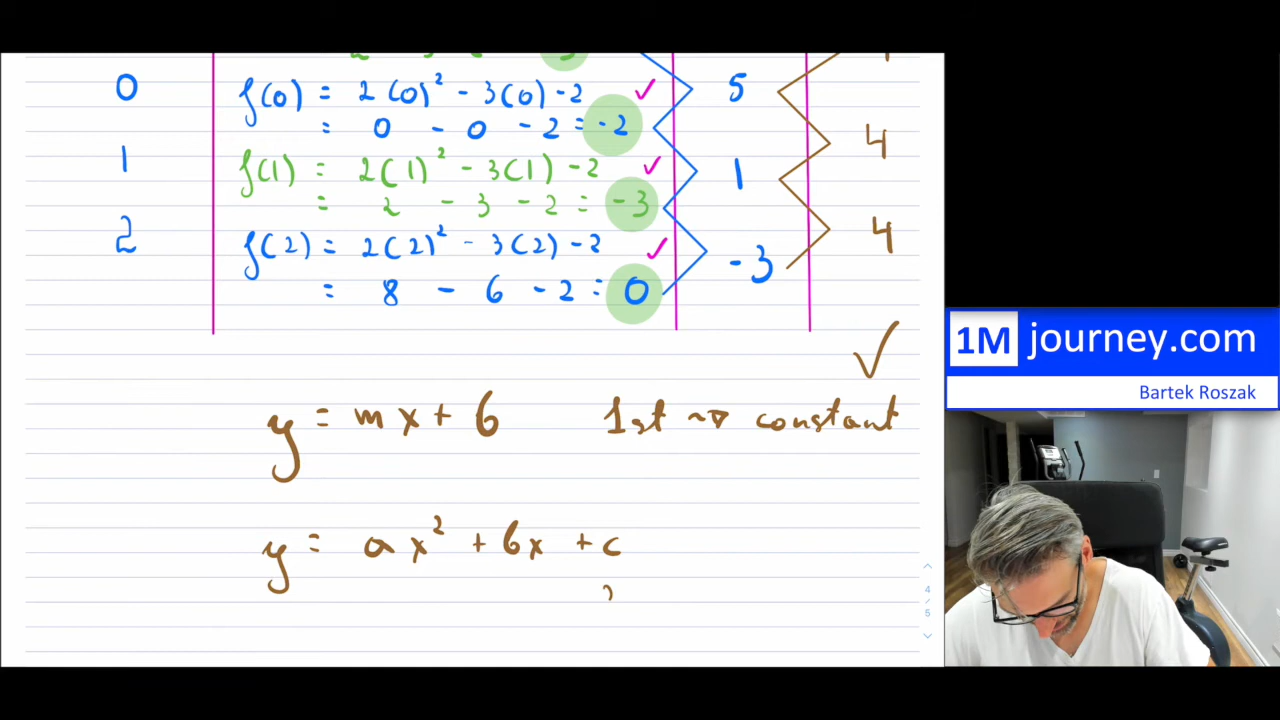 0
f(0) = 2(0)² - 3(0) - 2 ✓
= 0 - 0 - 2 = -2
5
4
1
f(1) = 2(1)² - 3(1) - 2 ✓
= 2 - 3 - 2 = -3
1
4
2
f(2) = 2(2)² - 3(2) - 2 ✓
= 8 - 6 - 2 = 0
-3
✓
y = mx + b 1st ⇝ constant
y = ax² + bx + c
1M journey.com
Bartek Roszak
4
/
5